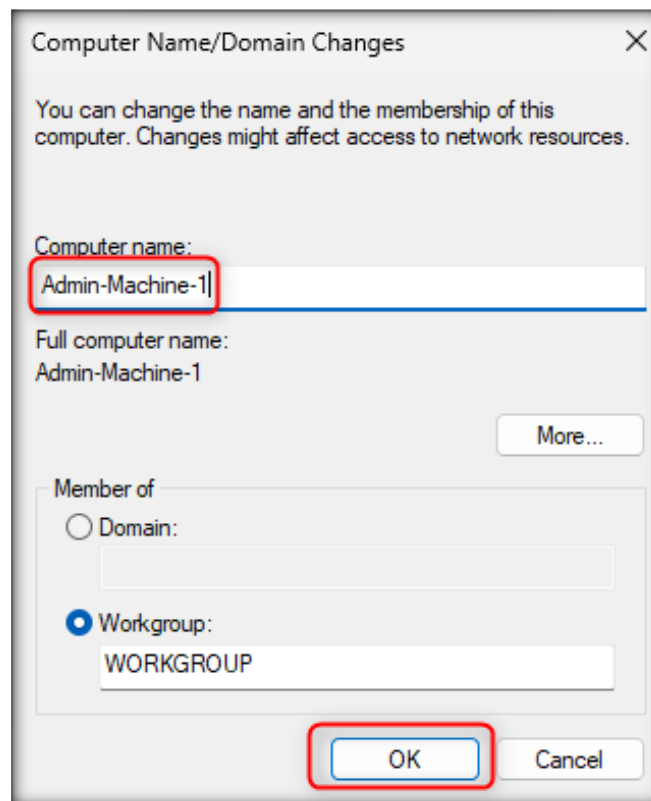 Computer Name/Domain Changes
You can change the name and the membership of this
computer. Changes might affect access to network resources.
Computer name:
Admin-Machine-1
Full computer name:
Admin-Machine-1
More...
Member of
Domain:
Workgroup:
WORKGROUP
OK Cancel